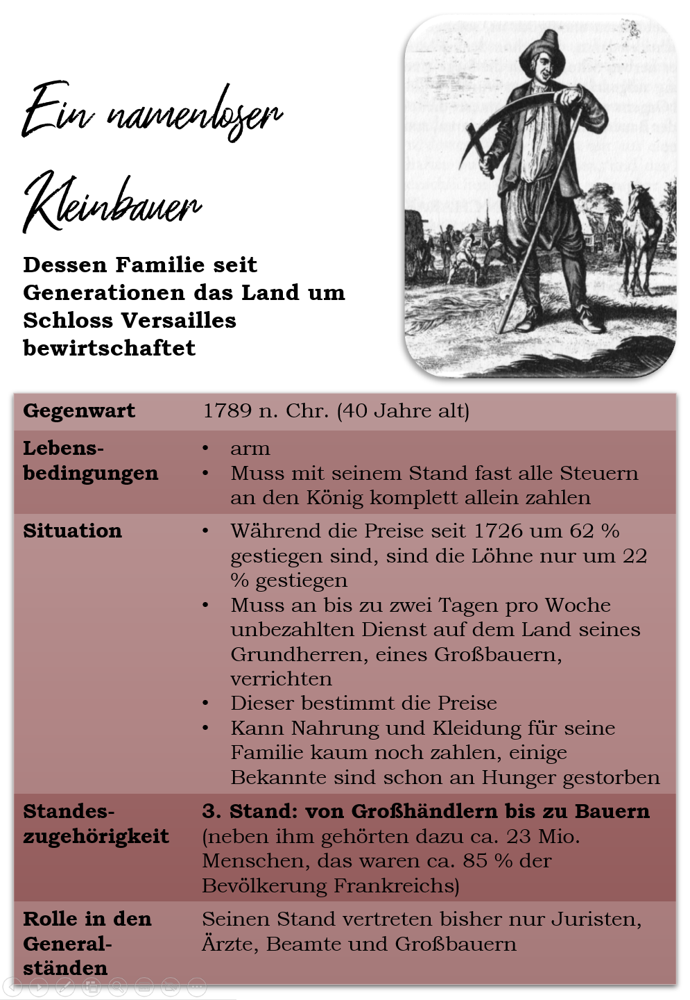 Ein namenloser
Kleinbauer
Dessen Familie seit
Generationen das Land um
Schloss Versailles
bewirtschaftet
Gegenwart
1789 n. Chr. (40 Jahre alt)
Lebens-
bedingungen
• arm
• Muss mit seinem Stand fast alle Steuern
an den König komplett allein zahlen
Situation
• Während die Preise seit 1726 um 62 %
gestiegen sind, sind die Löhne nur um 22
% gestiegen
• Muss an bis zu zwei Tagen pro Woche
unbezahlten Dienst auf dem Land seines
Grundherren, eines Großbauern,
verrichten
• Dieser bestimmt die Preise
• Kann Nahrung und Kleidung für seine
Familie kaum noch zahlen, einige
Bekannte sind schon an Hunger gestorben
Standes-
zugehörigkeit
3. Stand: von Großhändlern bis zu Bauern
(neben ihm gehörten dazu ca. 23 Mio.
Menschen, das waren ca. 85 % der
Bevölkerung Frankreichs)
Rolle in den
General-
ständen
Seinen Stand vertreten bisher nur Juristen,
Ärzte, Beamte und Großbauern